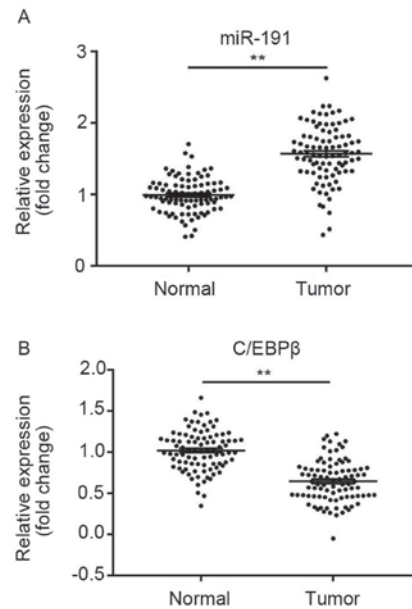 A
miR-191
**
Relative expression
(fold change)
3
2
1
0
Normal Tumor
B
C/EBPβ
**
Relative expression
(fold change)
2.0
1.5
1.0
0.5
0.0
-0.5
Normal Tumor